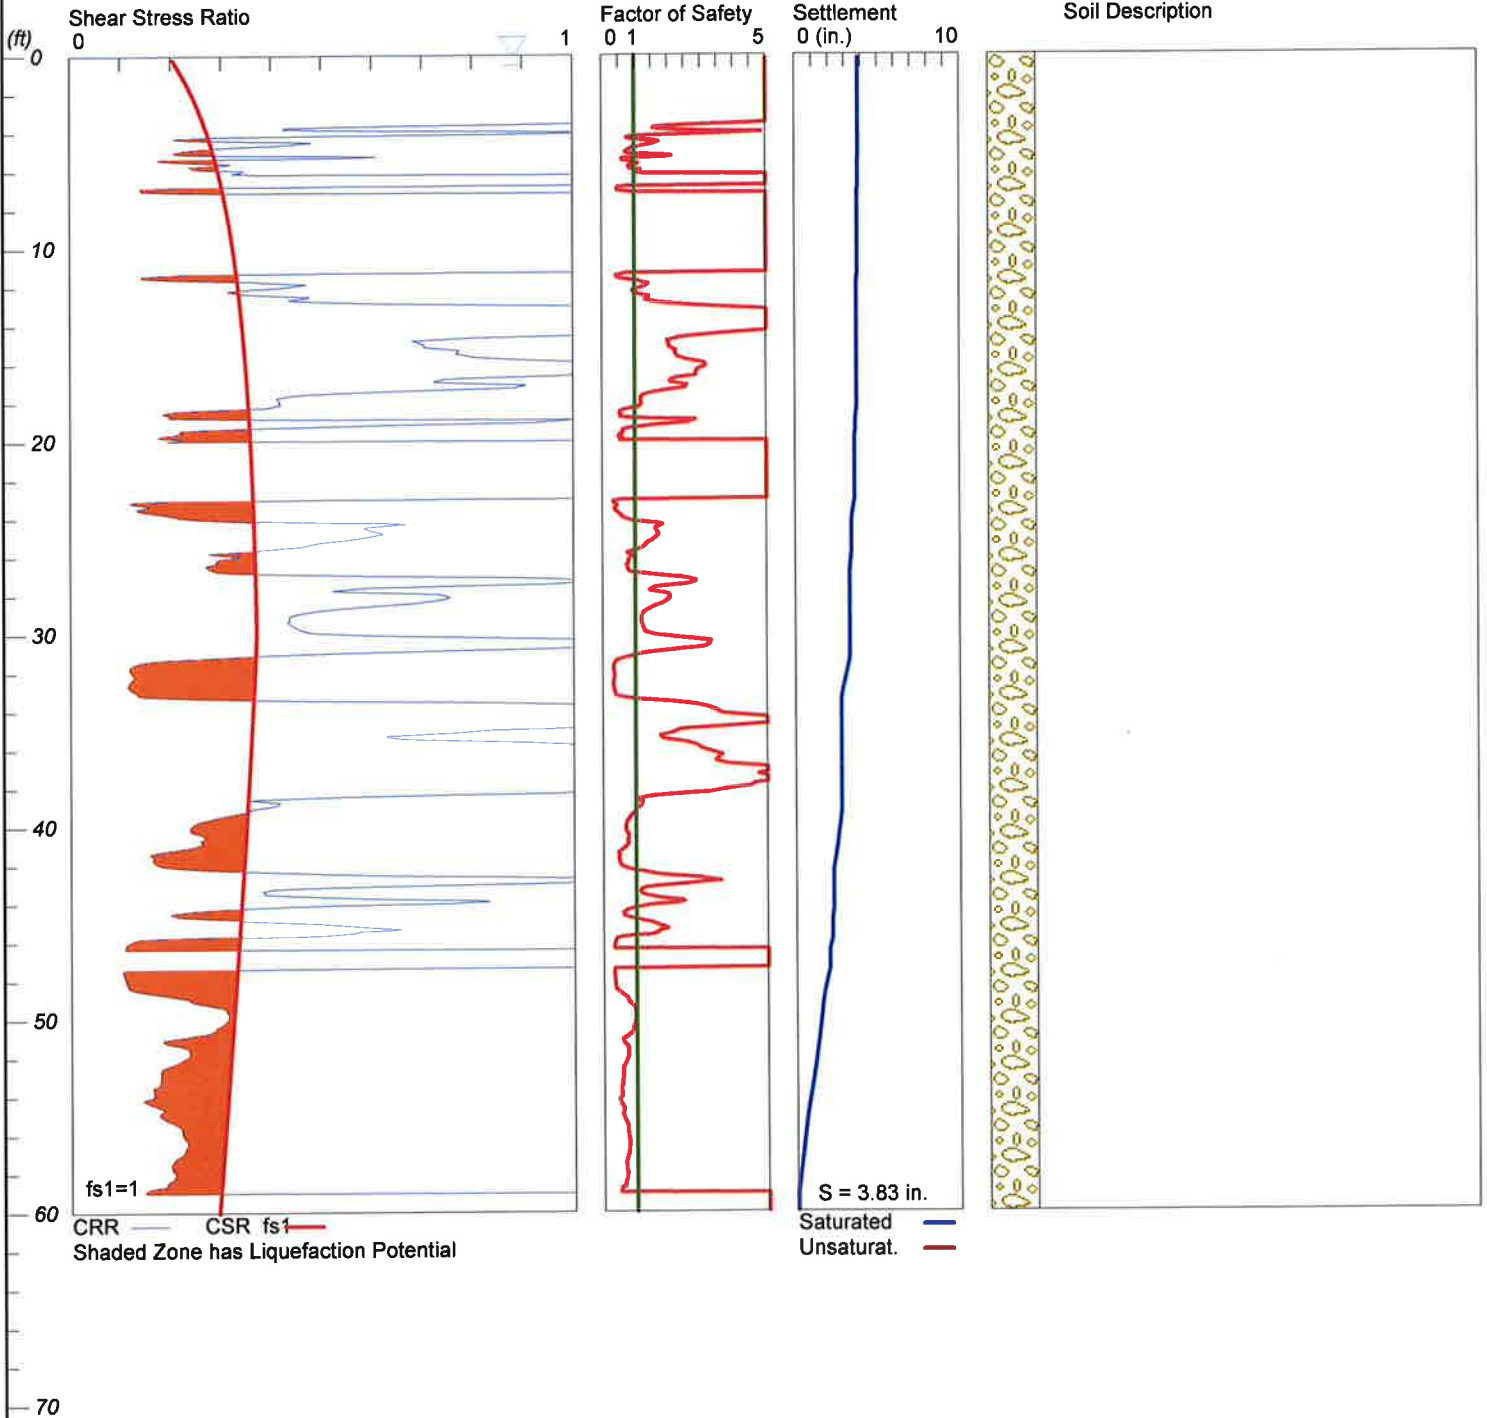 Shear Stress Ratio
Factor of Safety
Settlement
Soil Description
(ft) 0 1
0 1 5
0 (in.) 10
0
10
20
30
40
50
60
70
fs1=1
S = 3.83 in.
CRR CSR fs1
Shaded Zone has Liquefaction Potential
Saturated
Unsaturat.